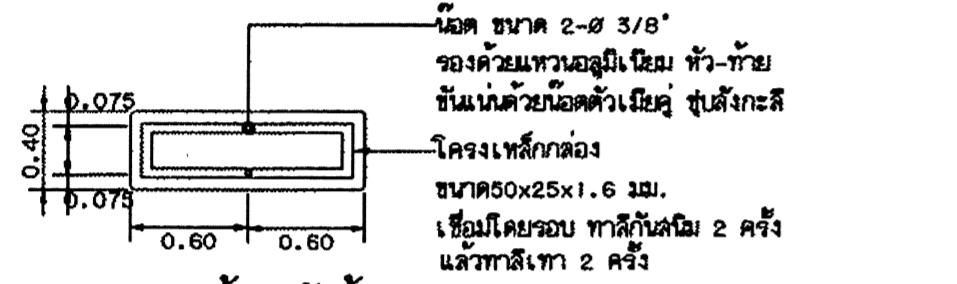 น๊อต ขนาด 2-Ø 3/8"
รองด้วยแหวนอลูมิเนียม หัว-ท้าย
ขันแน่นด้วยน๊อตตัวเมียคู่ ชุบสังกะสี
0.075
0.40
โครงเหล็กกล่อง
ขนาด50x25x1.6 มม.
0.075
เชื่อมโดยรอบ ทาสีกันสนิม 2 ครั้ง
0.60
0.60
แล้วทาสีเทา 2 ครั้ง